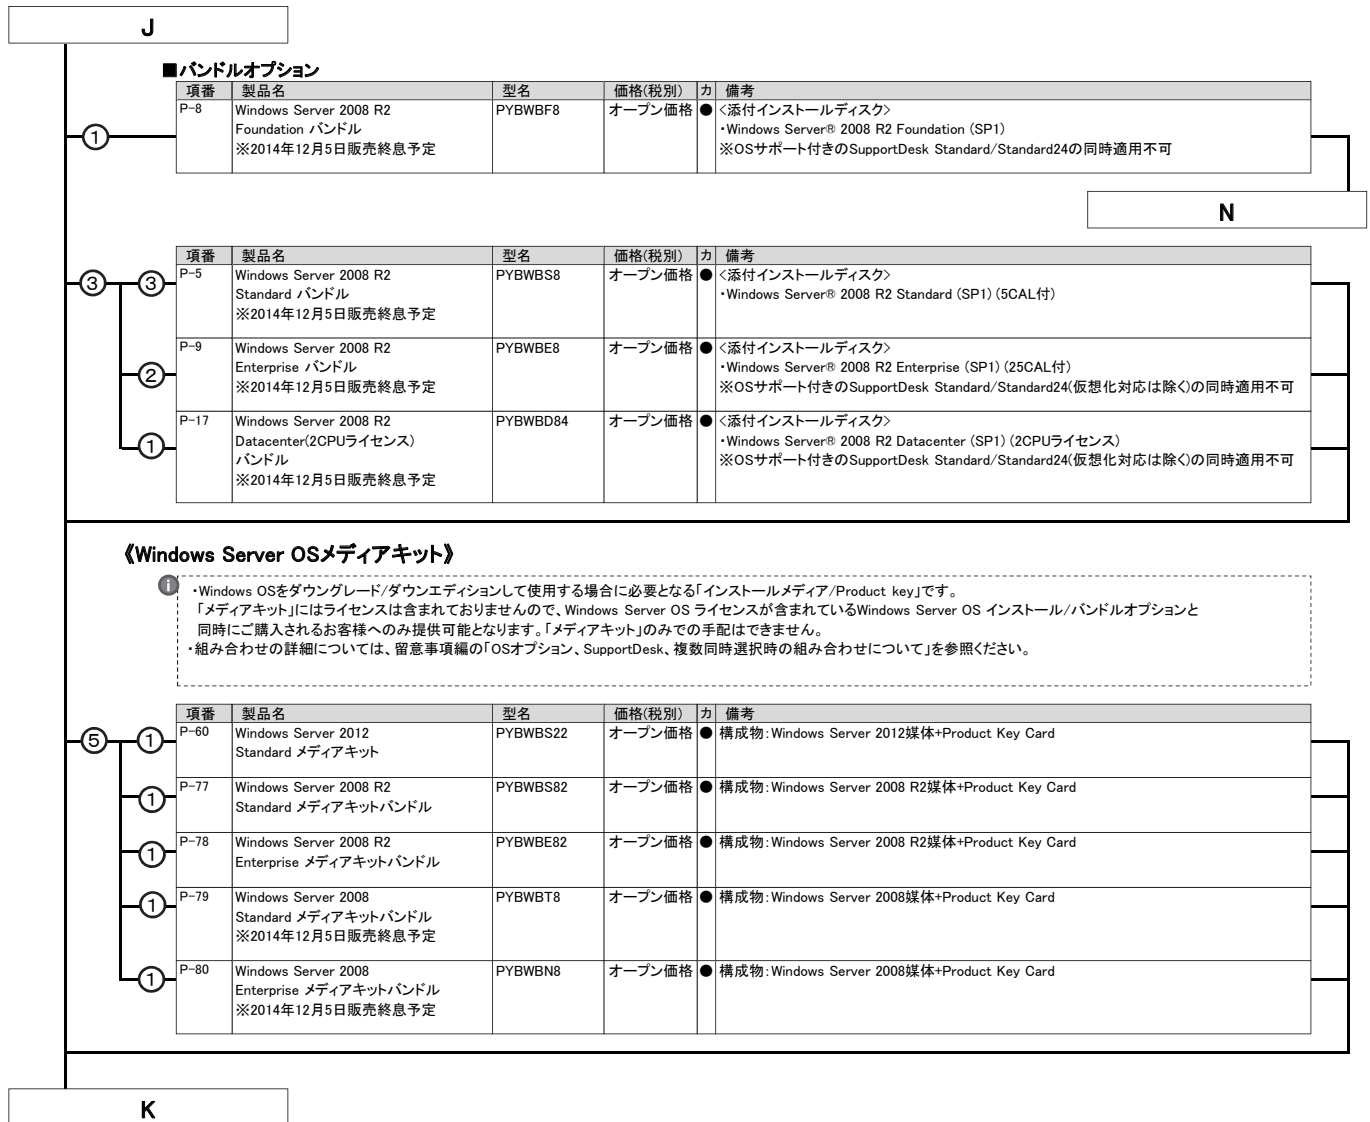 J
■バンドルオプション
項番 製品名 型名 価格(税別) カ 備考
P-8 Windows Server 2008 R2 PYBWBF8 オープン価格 ● <添付インストールディスク>
Foundation バンドル ・Windows Server® 2008 R2 Foundation (SP1)
① ※2014年12月5日販売終息予定 ※OSサポート付きのSupportDesk Standard/Standard24の同時適用不可
N
項番 製品名 型名 価格(税別) カ 備考
③ ③ P-5 Windows Server 2008 R2 PYBWBS8 オープン価格 ● <添付インストールディスク>
Standard バンドル ・Windows Server® 2008 R2 Standard (SP1) (5CAL付)
※2014年12月5日販売終息予定
P-9 Windows Server 2008 R2 PYBWBE8 オープン価格 ● <添付インストールディスク>
② Enterprise バンドル ・Windows Server® 2008 R2 Enterprise (SP1) (25CAL付)
※2014年12月5日販売終息予定 ※OSサポート付きのSupportDesk Standard/Standard24(仮想化対応は除く)の同時適用不可
P-17 Windows Server 2008 R2 PYBWBD84 オープン価格 ● <添付インストールディスク>
① Datacenter(2CPUライセンス) ・Windows Server® 2008 R2 Datacenter (SP1) (2CPUライセンス)
バンドル ※OSサポート付きのSupportDesk Standard/Standard24(仮想化対応は除く)の同時適用不可
※2014年12月5日販売終息予定
《Windows Server OSメディアキット》
i ・Windows OSをダウングレード/ダウンエディションして使用する場合に必要となる「インストールメディア/Product key」です。
「メディアキット」にはライセンスは含まれておりませんので、Windows Server OS ライセンスが含まれているWindows Server OS インストール/バンドルオプションと
同時にご購入されるお客様へのみ提供可能となります。「メディアキット」のみでの手配はできません。
・組み合わせの詳細については、留意事項編の「OSオプション、SupportDesk、複数同時選択時の組み合わせについて」を参照ください。
項番 製品名 型名 価格(税別) カ 備考
⑤ ① P-60 Windows Server 2012 PYBWBS22 オープン価格 ● 構成物:Windows Server 2012媒体+Product Key Card
Standard メディアキット
① P-77 Windows Server 2008 R2 PYBWBS82 オープン価格 ● 構成物:Windows Server 2008 R2媒体+Product Key Card
Standard メディアキットバンドル
① P-78 Windows Server 2008 R2 PYBWBE82 オープン価格 ● 構成物:Windows Server 2008 R2媒体+Product Key Card
Enterprise メディアキットバンドル
① P-79 Windows Server 2008 PYBWBT8 オープン価格 ● 構成物:Windows Server 2008媒体+Product Key Card
Standard メディアキットバンドル
※2014年12月5日販売終息予定
① P-80 Windows Server 2008 PYBWBN8 オープン価格 ● 構成物:Windows Server 2008媒体+Product Key Card
Enterprise メディアキットバンドル
※2014年12月5日販売終息予定
K